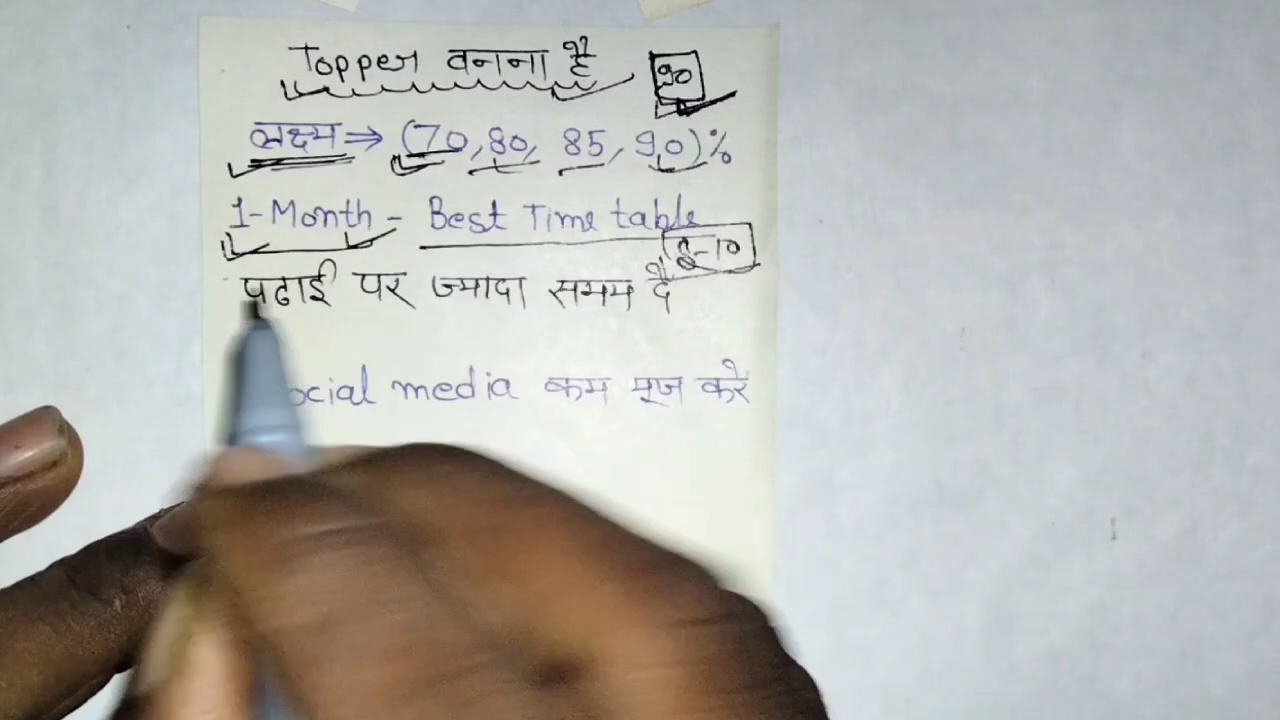 Topper बनना है 90
लक्ष्य ⇒ (70, 80, 85, 90)%
1-Month - Best Time table
8-10
पढाई पर ज्यादा समय दें
ocial media कम यूज करे